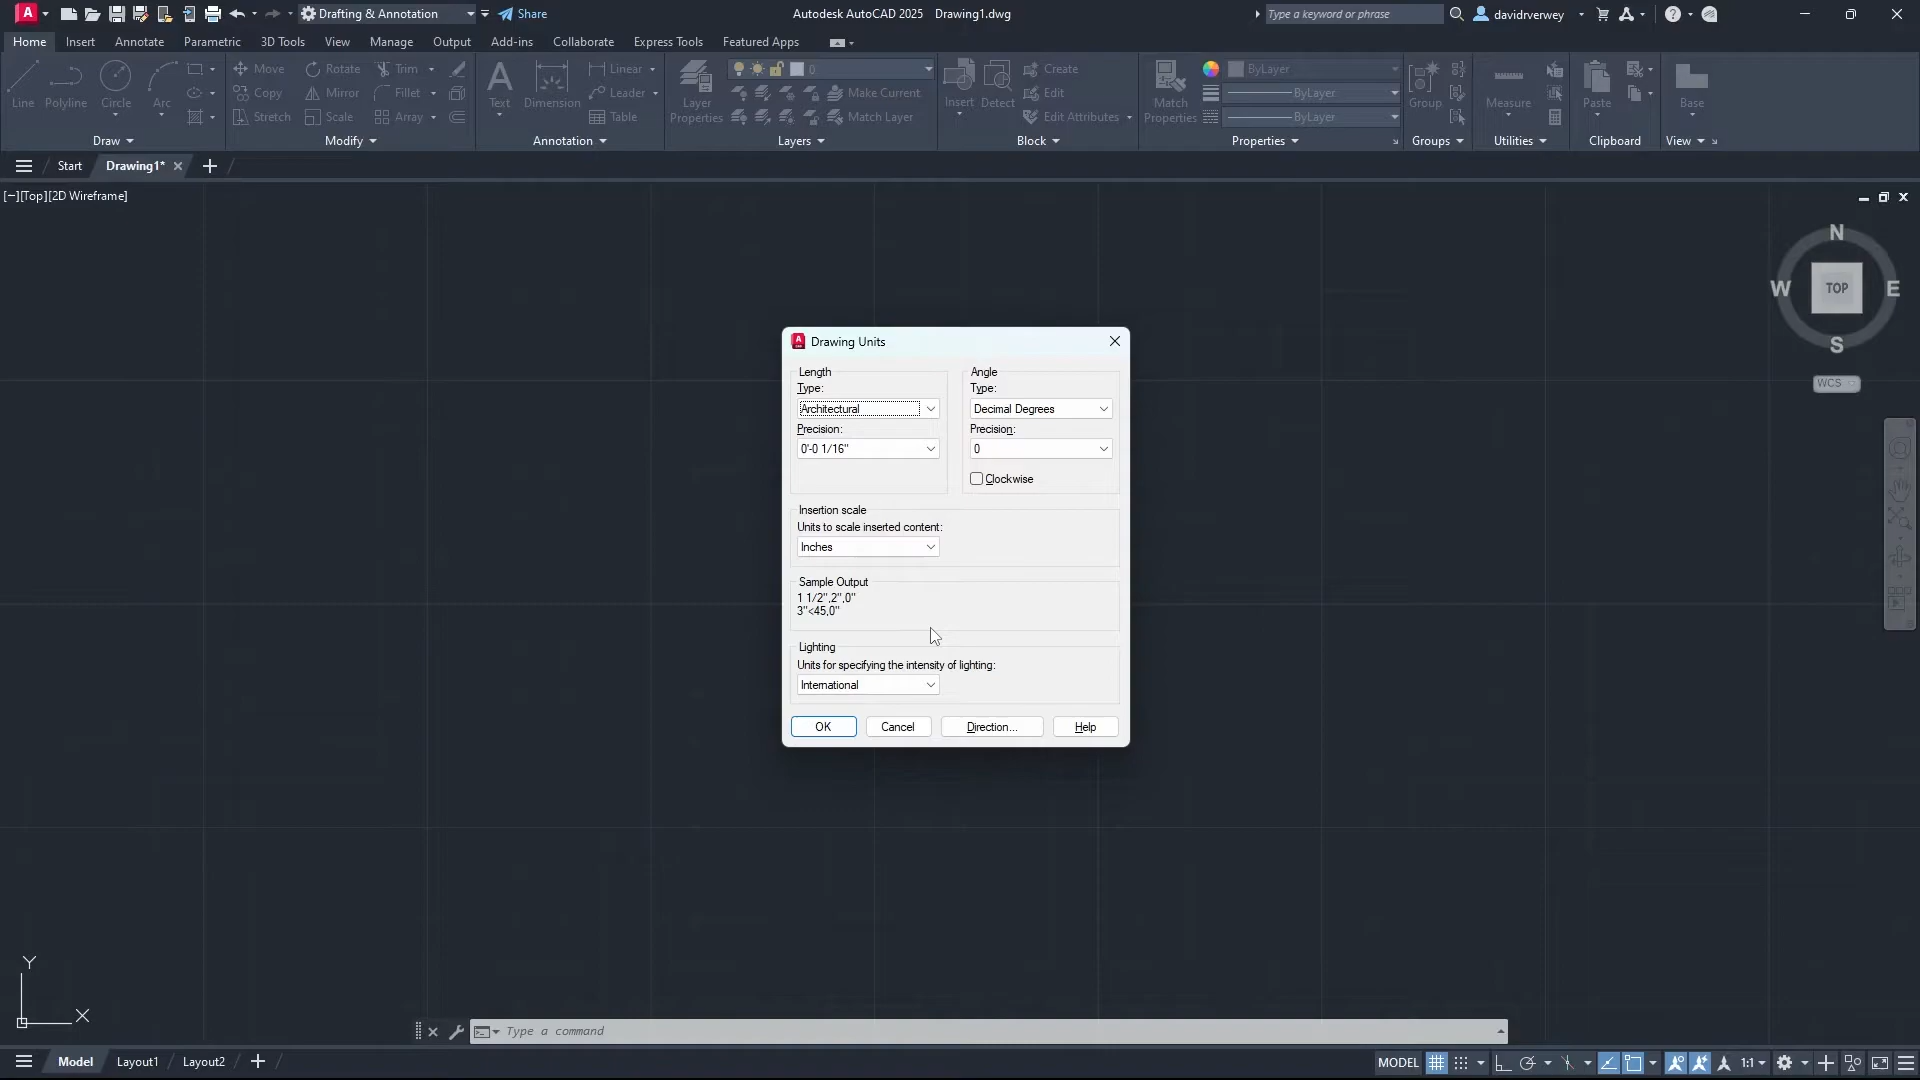 Drafting & Annotation
Share
Autodesk AutoCAD 2025 Drawing1.dwg
Type a keyword or phrase
davidrverwey
Home Insert Annotate Parametric 3D Tools View Manage Output Add-ins Collaborate Express Tools Featured Apps
Line Polyline Circle Arc
Draw
Move Rotate Trim
Copy Mirror Fillet
Stretch Scale Array
Modify
Text Dimension
Linear
Leader
Table
Annotation
Layer Properties
0
Make Current
Match Layer
Layers
Insert Detect
Create
Edit
Edit Attributes
Block
Match Properties
ByLayer
ByLayer
ByLayer
Properties
Group
Groups
Measure
Utilities
Paste
Clipboard
Base
View
Start Drawing1*
[−][Top][2D Wireframe]
N
W TOP E
S
WCS
Drawing Units
Length
Type:
Architectural
Precision:
0'-0 1/16"
Angle
Type:
Decimal Degrees
Precision:
0
Clockwise
Insertion scale
Units to scale inserted content:
Inches
Sample Output
1 1/2",2",0"
3"<45,0"
Lighting
Units for specifying the intensity of lighting:
International
OK Cancel Direction... Help
Y
X
Type a command
Model Layout1 Layout2
MODEL 1:1